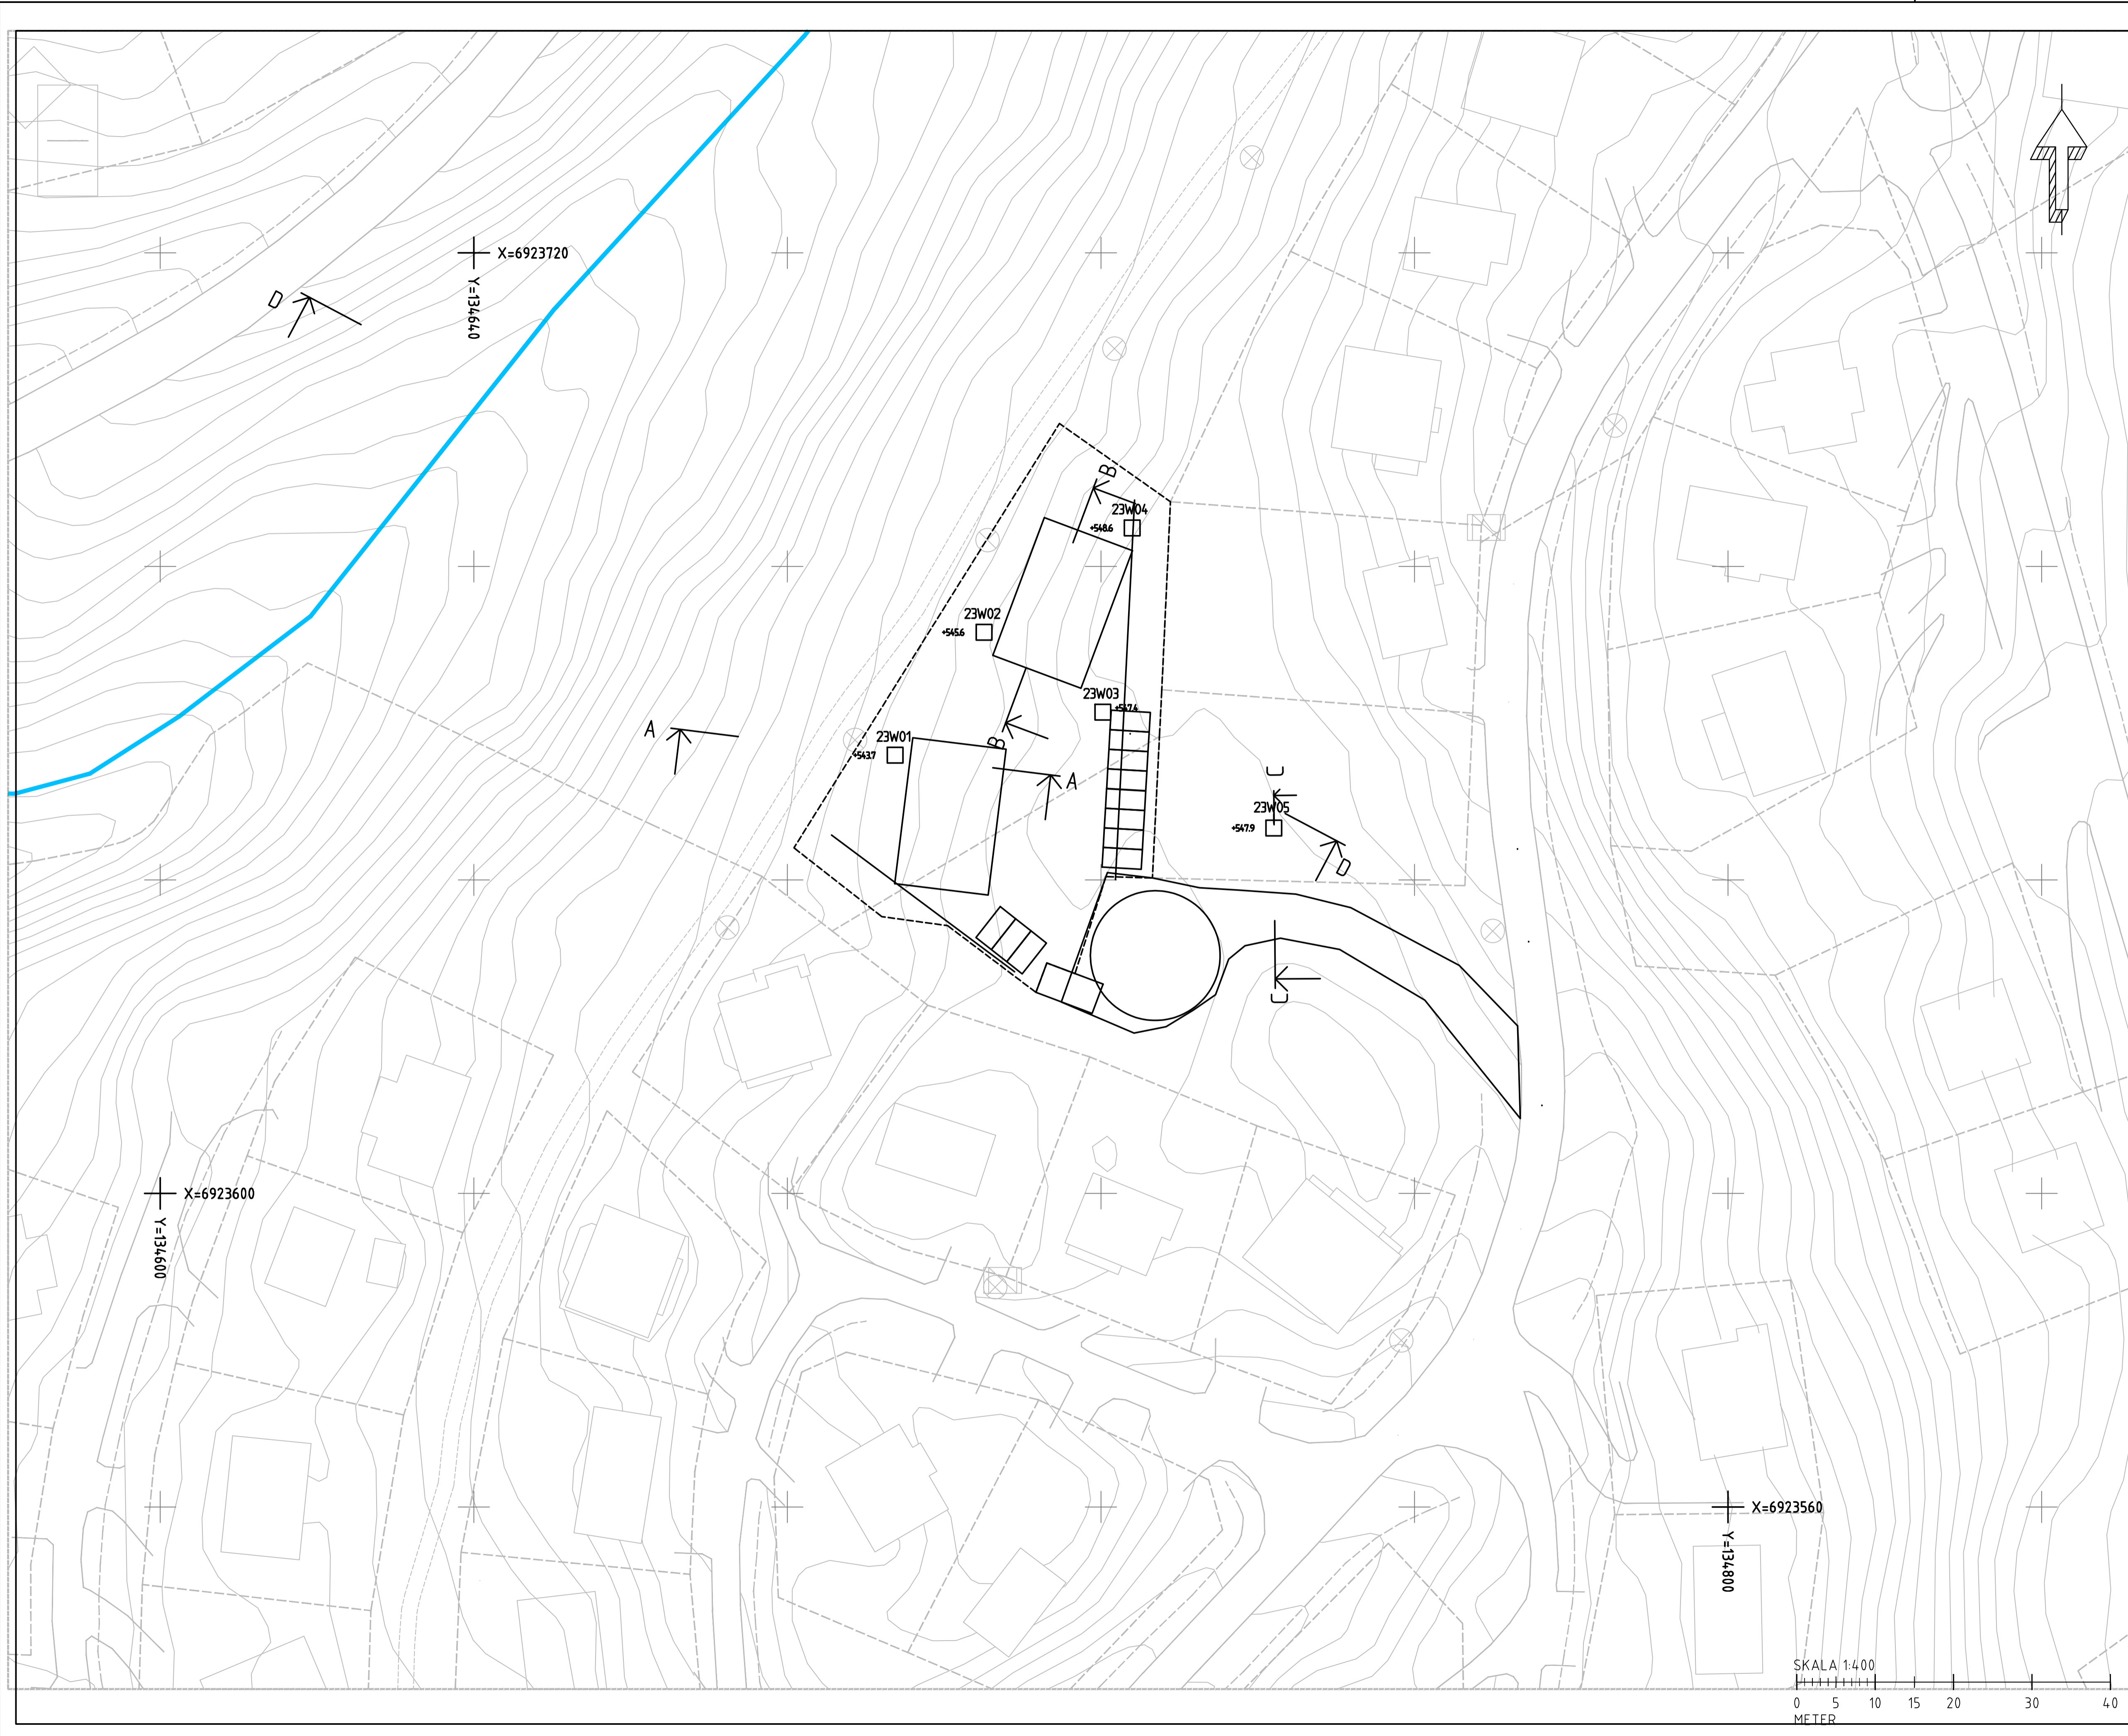 X=6923720
Y=134640
D
B
23W04
+548.6
23W02
+545.6
23W03
+547.4
A
23W01
+543.7
B
A
C
23W05
+547.9
D
C
X=6923600
Y=134600
X=6923560
Y=134800
SKALA 1:400
0 5 10 15 20 30 40
METER